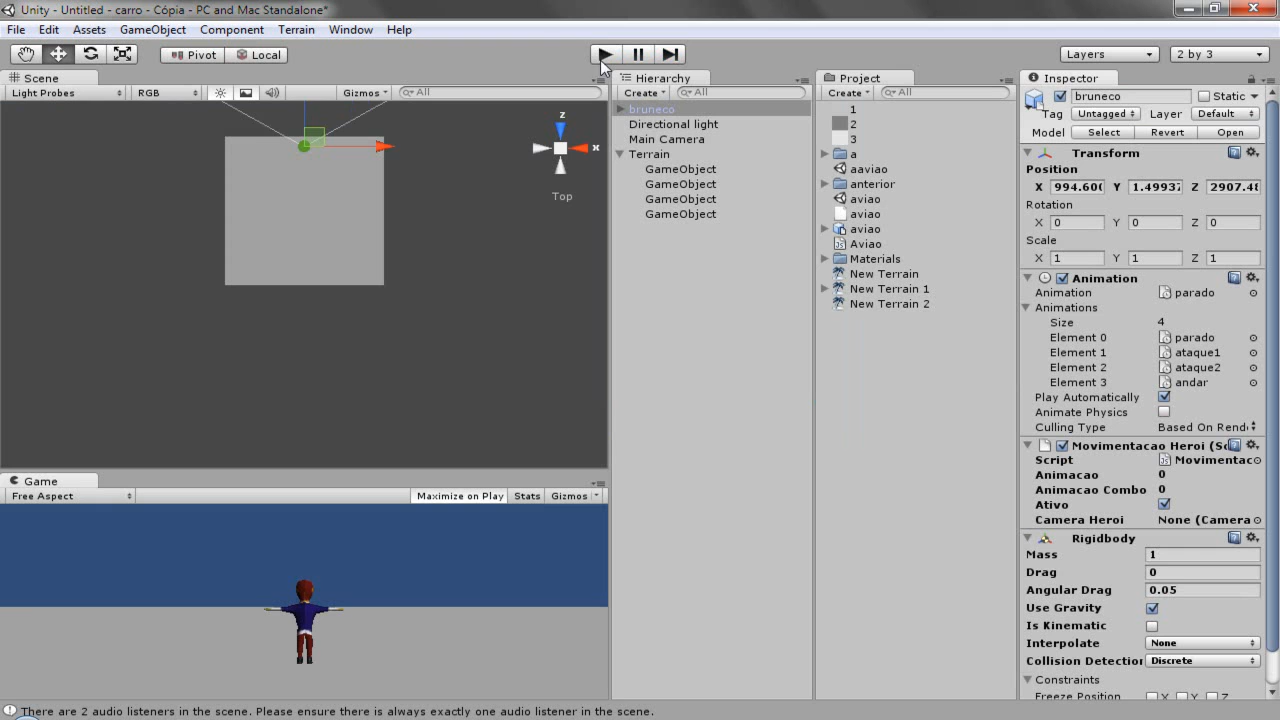 Unity - Untitled - carro - Cópia - PC and Mac Standalone*
File Edit Assets GameObject Component Terrain Window Help
Pivot Local Layers 2 by 3
Scene
Light Probes RGB Gizmos All
z
x
Top
Game
Free Aspect Maximize on Play Stats Gizmos
Hierarchy
Create All
bruneco
Directional light
Main Camera
Terrain
GameObject
GameObject
GameObject
GameObject
Project
Create All
1
2
3
a
aaviao
anterior
aviao
aviao
aviao
Aviao
Materials
New Terrain
New Terrain 1
New Terrain 2
Inspector
bruneco Static
Tag Untagged Layer Default
Model Select Revert Open
Transform
Position
X 994.60 Y 1.4993 Z 2907.4
Rotation
X 0 Y 0 Z 0
Scale
X 1 Y 1 Z 1
Animation
Animation parado
Animations
Size 4
Element 0 parado
Element 1 ataque1
Element 2 ataque2
Element 3 andar
Play Automatically
Animate Physics
Culling Type Based On Rend
Movimentacao Heroi (Sc
Script Movimentac
Animacao 0
Animacao Combo 0
Ativo
Camera Heroi None (Camera
Rigidbody
Mass 1
Drag 0
Angular Drag 0.05
Use Gravity
Is Kinematic
Interpolate None
Collision Detection Discrete
Constraints
Freeze Position X Y Z
There are 2 audio listeners in the scene. Please ensure there is always exactly one audio listener in the scene.